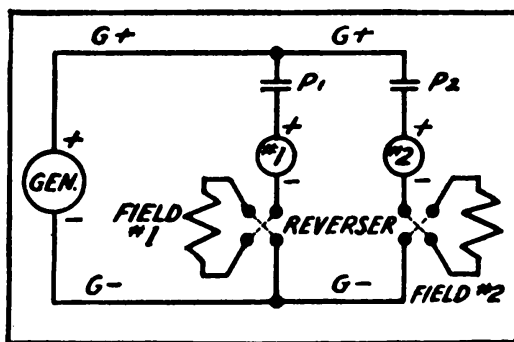 G+ G+
P1 P2
+ + +
#1 #2
GEN. - -
- FIELD #1 REVERSER
G- G- FIELD #2